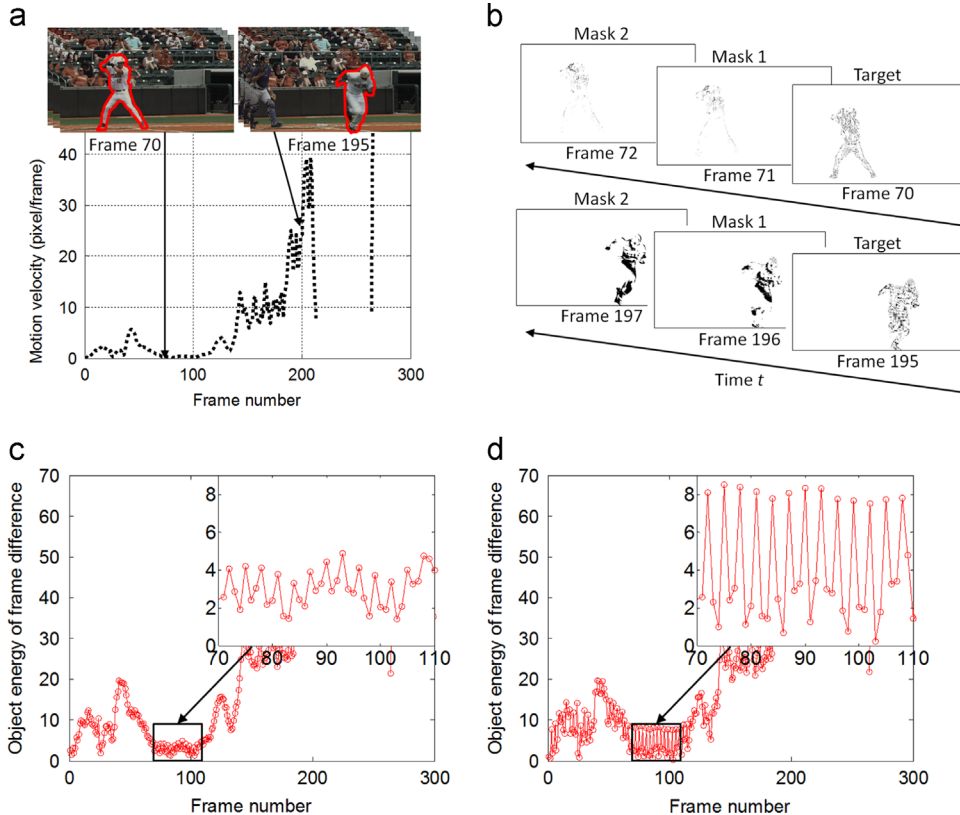 a
Frame 70
Frame 195
Motion velocity (pixel/frame)
40
30
20
10
0
0 100 200 300
Frame number
b
Mask 2
Mask 1
Target
Frame 72
Frame 71
Frame 70
Mask 2
Mask 1
Target
Frame 197
Frame 196
Frame 195
Time t
c
Object energy of frame difference
70
60
50
40
30
20
10
0
0 100 200 300
Frame number
8
6
4
2
0
70 80 90 100 110
d
Object energy of frame difference
70
60
50
40
30
20
10
0
0 100 200 300
Frame number
8
6
4
2
0
70 80 90 100 110